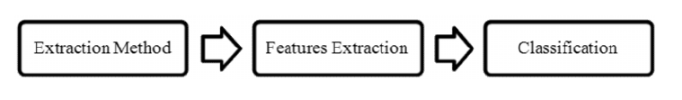 Extraction Method
Features Extraction
Classification